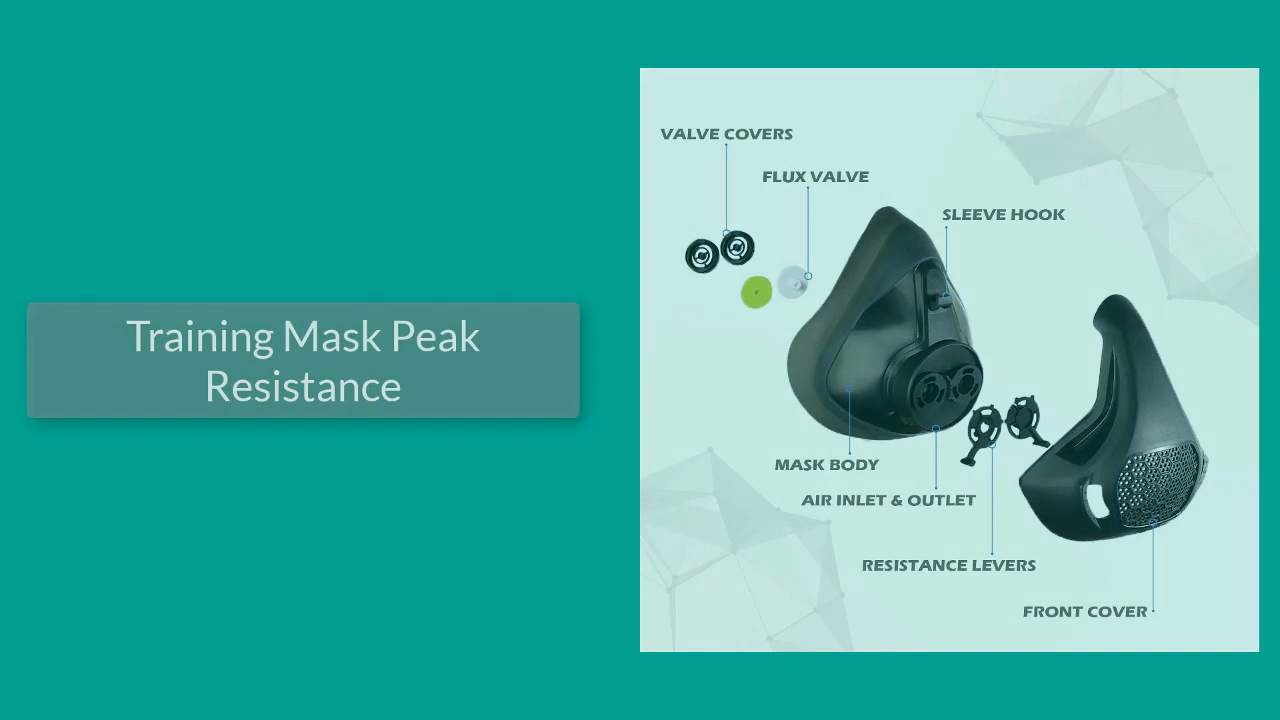 Training Mask Peak
Resistance
VALVE COVERS
FLUX VALVE
SLEEVE HOOK
MASK BODY
AIR INLET & OUTLET
RESISTANCE LEVERS
FRONT COVER